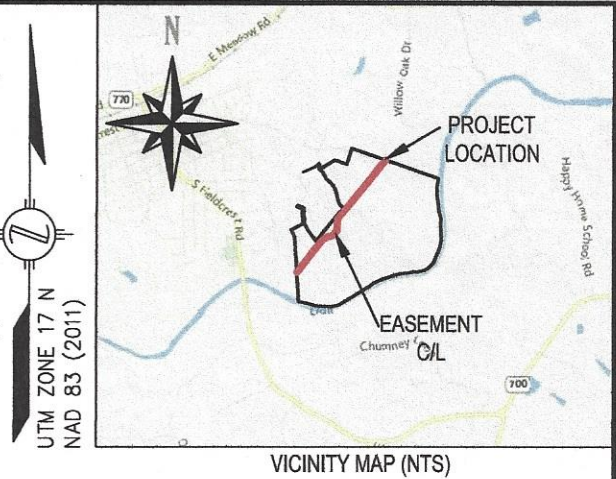 N
E Meadow Rd
770
Willow Oak Dr
PROJECT
LOCATION
S Fieldcrest Rd
Happy Home School Rd
EASEMENT
C/L
Chumney
700
UTM ZONE 17 N
NAD 83 (2011)
VICINITY MAP (NTS)